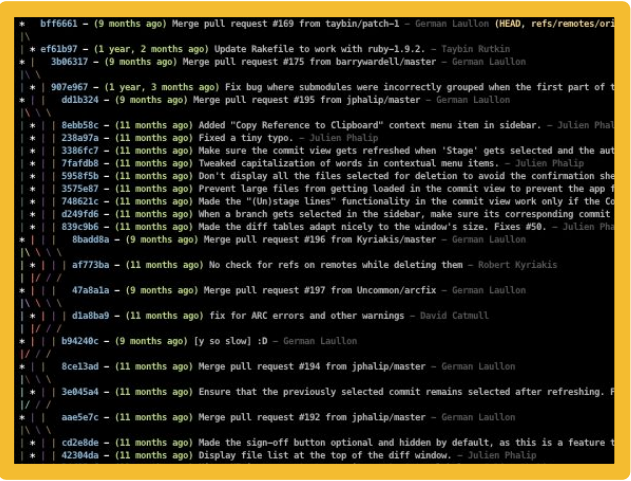 * bff6661 – (9 months ago) Merge pull request #169 from taybin/patch-1 – German Laullon (HEAD, refs/remotes/ori
|\
| * ef61b97 – (1 year, 2 months ago) Update Rakefile to work with ruby-1.9.2. – Taybin Rutkin
* | 3b06317 – (9 months ago) Merge pull request #175 from barrywardell/master – German Laullon
|\ \
| * | 907e967 – (1 year, 3 months ago) Fix bug where submodules were incorrectly grouped when the first part of t
* | | dd1b324 – (9 months ago) Merge pull request #195 from jphalip/master – German Laullon
|\ \ \
| * | | 8ebb58c – (11 months ago) Added "Copy Reference to Clipboard" context menu item in sidebar. – Julien Phal
| * | | 238a97a – (11 months ago) Fixed a tiny typo. – Julien Phalip
| * | | 3386fc7 – (11 months ago) Make sure the commit view gets refreshed when 'Stage' gets selected and the aut
| * | | 7fafdb8 – (11 months ago) Tweaked capitalization of words in contextual menu items. – Julien Phalip
| * | | 5958f5b – (11 months ago) Don't display all the files selected for deletion to avoid the confirmation she
| * | | 3575e87 – (11 months ago) Prevent large files from getting loaded in the commit view to prevent the app f
| * | | 748621c – (11 months ago) Made the "(Un)stage lines" functionality in the commit view work only if the Co
| * | | d249fd6 – (11 months ago) When a branch gets selected in the sidebar, make sure its corresponding commit
| * | | 839c9b6 – (11 months ago) Made the diff tables adapt nicely to the window's size. Fixes #50. – Julien Pha
* | | | 8badd8a – (9 months ago) Merge pull request #196 from Kyriakis/master – German Laullon
|\ \ \ \
| * | | | af773ba – (11 months ago) No check for refs on remotes while deleting them – Robert Kyriakis
| |/ / /
* | | | 47a8a1a – (9 months ago) Merge pull request #197 from Uncommon/arcfix – German Laullon
|\ \ \ \
| * | | | d1a8ba9 – (11 months ago) fix for ARC errors and other warnings – David Catmull
| |/ / /
* | | | b94240c – (9 months ago) [y so slow] :D – German Laullon
|/ / /
* | | 8ce13ad – (11 months ago) Merge pull request #194 from jphalip/master – German Laullon
|\ \ \
| * | | 3e045a4 – (11 months ago) Ensure that the previously selected commit remains selected after refreshing. F
|/ / /
* | | aae5e7c – (11 months ago) Merge pull request #192 from jphalip/master – German Laullon
|\ \ \
| * | | cd2e8de – (11 months ago) Made the sign-off button optional and hidden by default, as this is a feature t
| * | | 42304da – (11 months ago) Display file list at the top of the diff window. – Julien Phalip